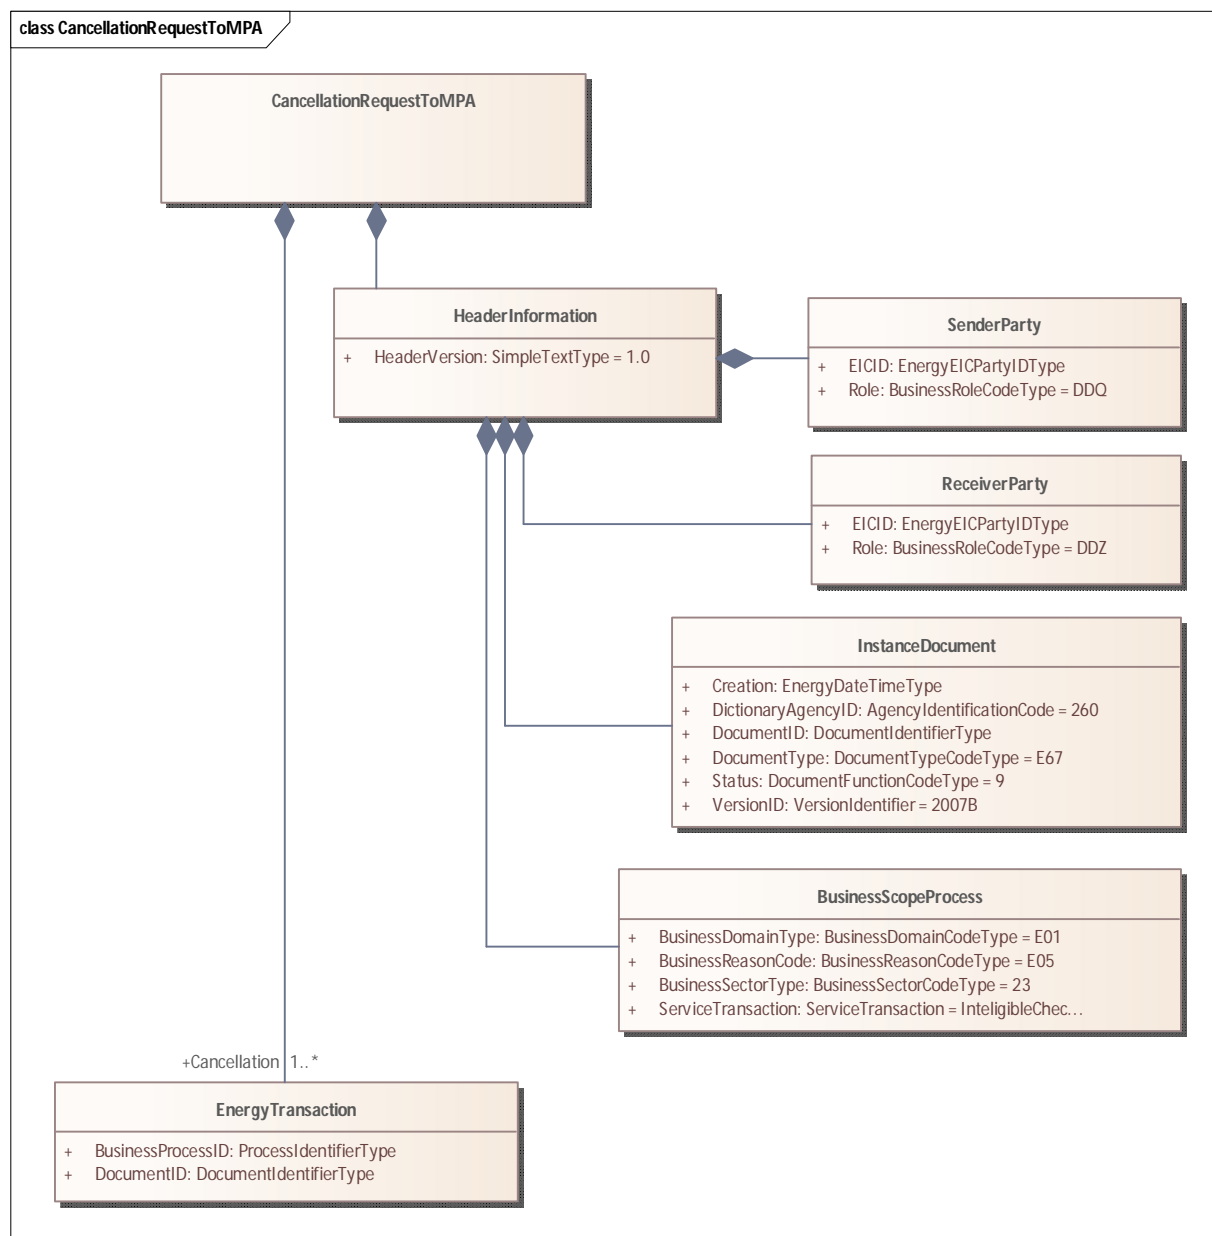 class CancellationRequestToMPA
CancellationRequestToMPA
HeaderInformation
+ HeaderVersion: SimpleTextType = 1.0
SenderParty
+ EICID: EnergyEICPartyIDType
+ Role: BusinessRoleCodeType = DDQ
ReceiverParty
+ EICID: EnergyEICPartyIDType
+ Role: BusinessRoleCodeType = DDZ
InstanceDocument
+ Creation: EnergyDateTimeType
+ DictionaryAgencyID: AgencyIdentificationCode = 260
+ DocumentID: DocumentIdentifierType
+ DocumentType: DocumentTypeCodeType = E67
+ Status: DocumentFunctionCodeType = 9
+ VersionID: VersionIdentifier = 2007B
BusinessScopeProcess
+ BusinessDomainType: BusinessDomainCodeType = E01
+ BusinessReasonCode: BusinessReasonCodeType = E05
+ BusinessSectorType: BusinessSectorCodeType = 23
+ ServiceTransaction: ServiceTransaction = InteligibleChec...
+Cancellation 1..*
EnergyTransaction
+ BusinessProcessID: ProcessIdentifierType
+ DocumentID: DocumentIdentifierType